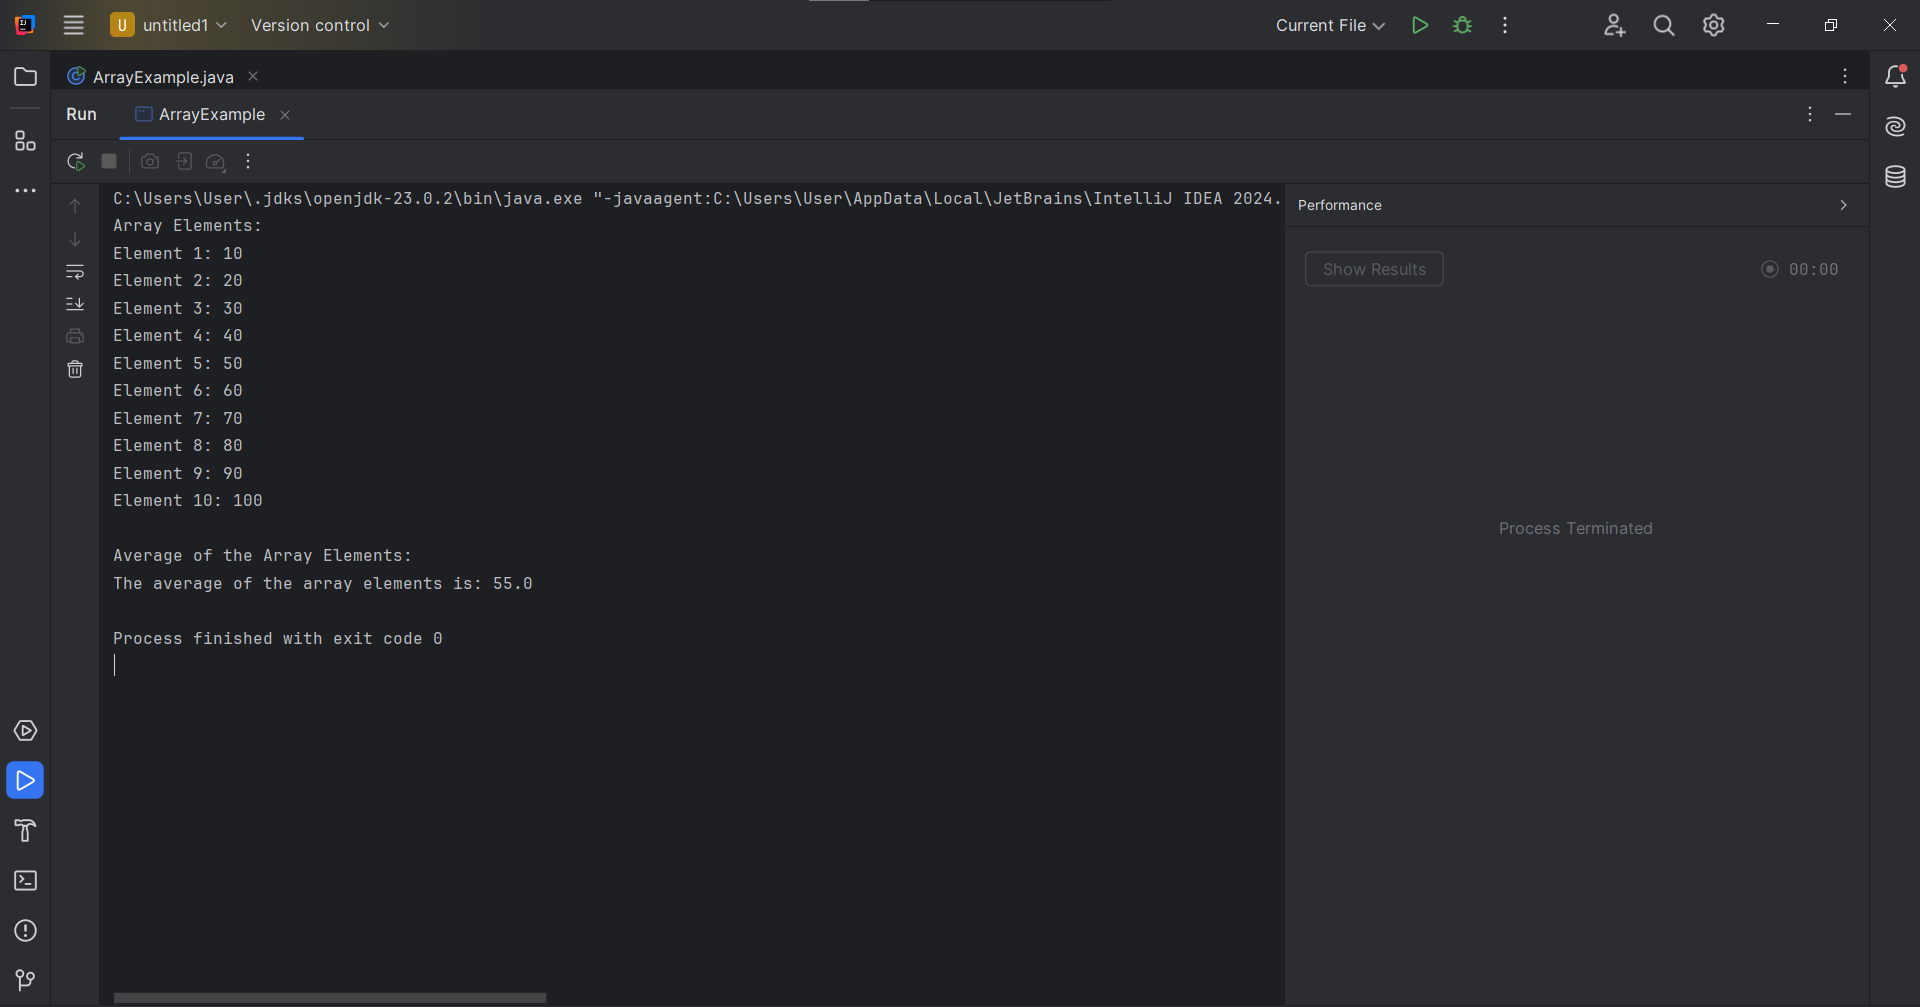 U untitled1 Version control Current File
ArrayExample.java
Run ArrayExample
C:\Users\User\.jdks\openjdk-23.0.2\bin\java.exe "-javaagent:C:\Users\User\AppData\Local\JetBrains\IntelliJ IDEA 2024.
Array Elements:
Element 1: 10
Element 2: 20
Element 3: 30
Element 4: 40
Element 5: 50
Element 6: 60
Element 7: 70
Element 8: 80
Element 9: 90
Element 10: 100
Average of the Array Elements:
The average of the array elements is: 55.0
Process finished with exit code 0
Performance
Show Results 00:00
Process Terminated